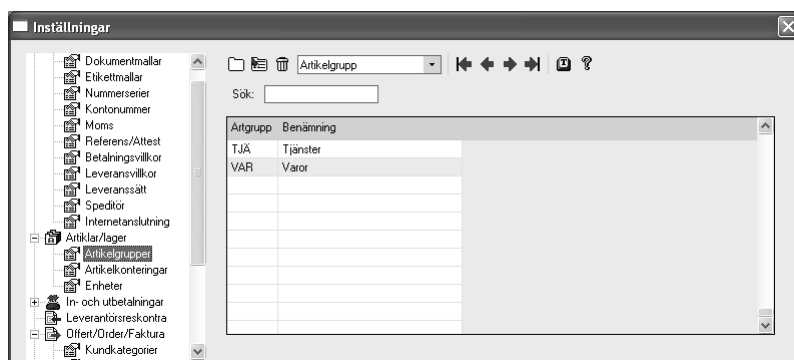 Inställningar
Dokumentmallar
Etikettmallar
Nummerserier
Kontonummer
Moms
Referens/Attest
Betalningsvillkor
Leveransvillkor
Leveranssätt
Speditör
Internetanslutning
Artiklar/lager
Artikelgrupper
Artikelkonteringar
Enheter
In- och utbetalningar
Leverantörsreskontra
Offert/Order/Faktura
Kundkategorier
Artikelgrupp
Sök:
Artgrupp Benämning
TJÄ Tjänster
VAR Varor